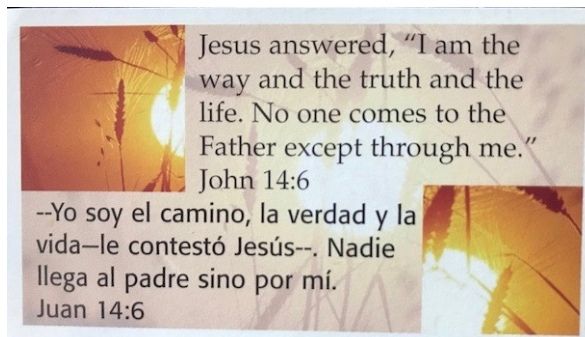 Jesus answered, “I am the
way and the truth and the
life. No one comes to the
Father except through me.”
John 14:6
--Yo soy el camino, la verdad y la
vida—le contestó Jesús--. Nadie
llega al padre sino por mí.
Juan 14:6